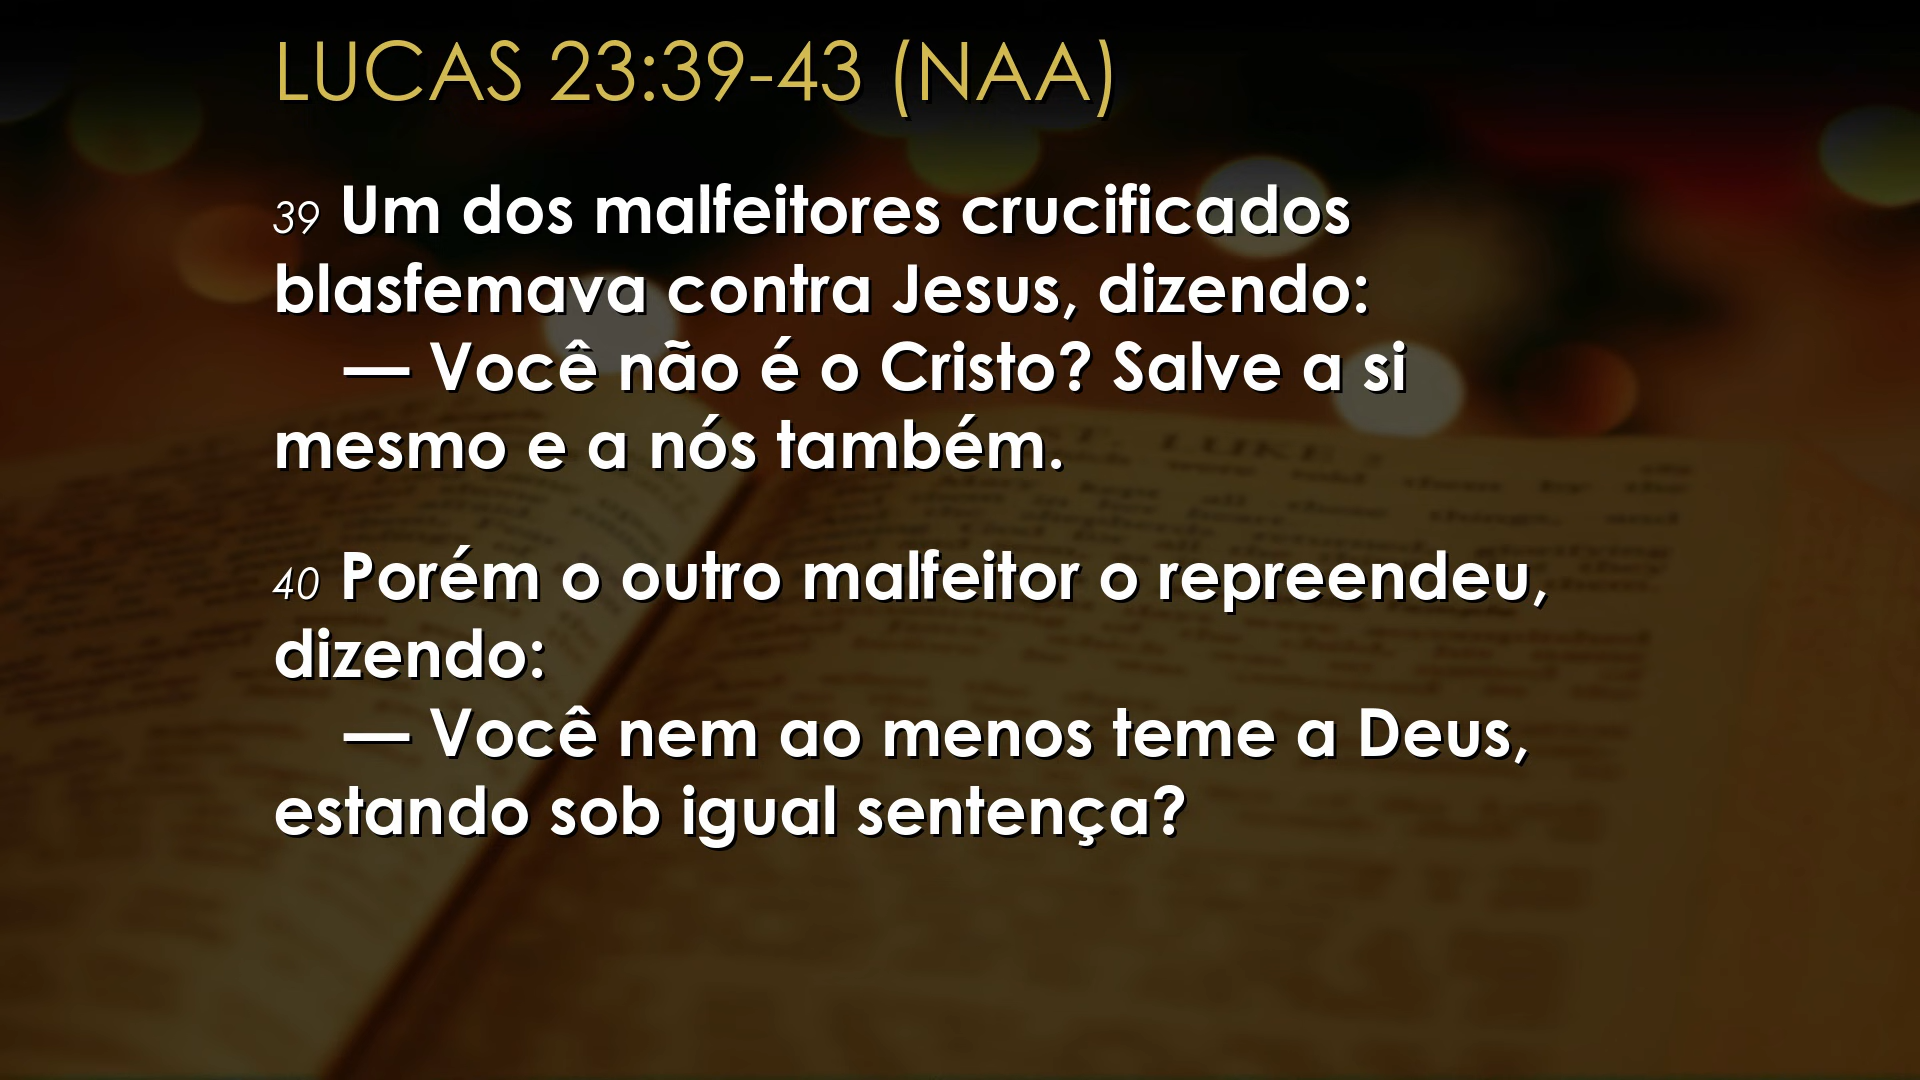 LUCAS 23:39-43 (NAA)
39 Um dos malfeitores crucificados
blasfemava contra Jesus, dizendo:
— Você não é o Cristo? Salve a si
mesmo e a nós também.
40 Porém o outro malfeitor o repreendeu,
dizendo:
— Você nem ao menos teme a Deus,
estando sob igual sentença?